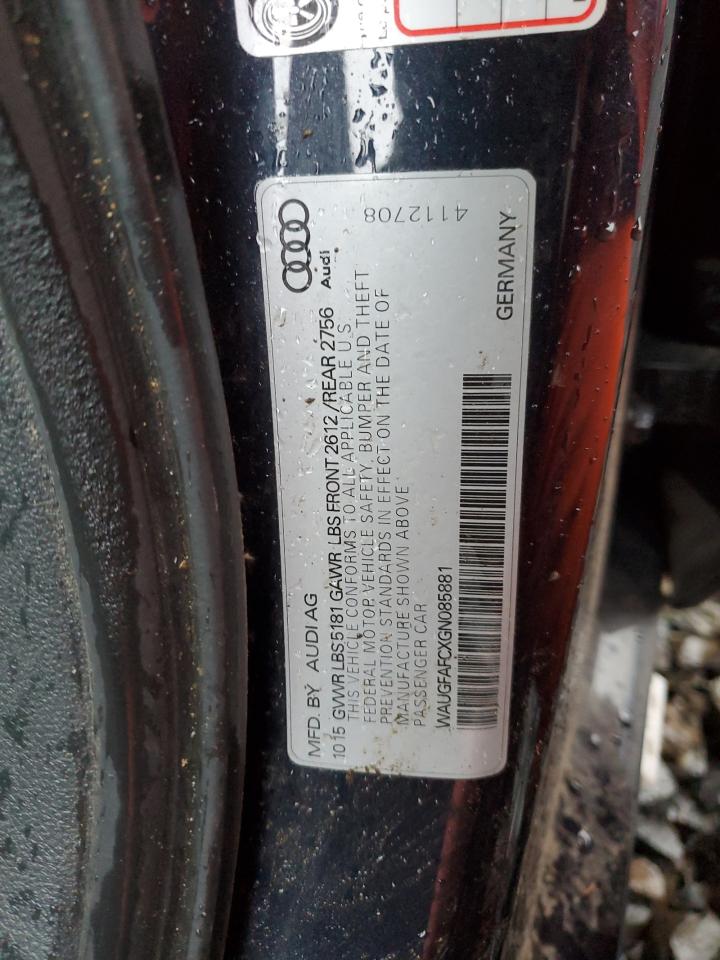 Audi
MFD. BY AUDI AG
10 15 GVWR LBS 5181 GAWR LBS FRONT 2612 /REAR 2756
THIS VEHICLE CONFORMS TO ALL APPLICABLE U.S.
FEDERAL MOTOR VEHICLE SAFETY, BUMPER AND THEFT
PREVENTION STANDARDS IN EFFECT ON THE DATE OF
MANUFACTURE SHOWN ABOVE.
PASSENGER CAR
4112708
WAUGFAFCXGN085881
GERMANY